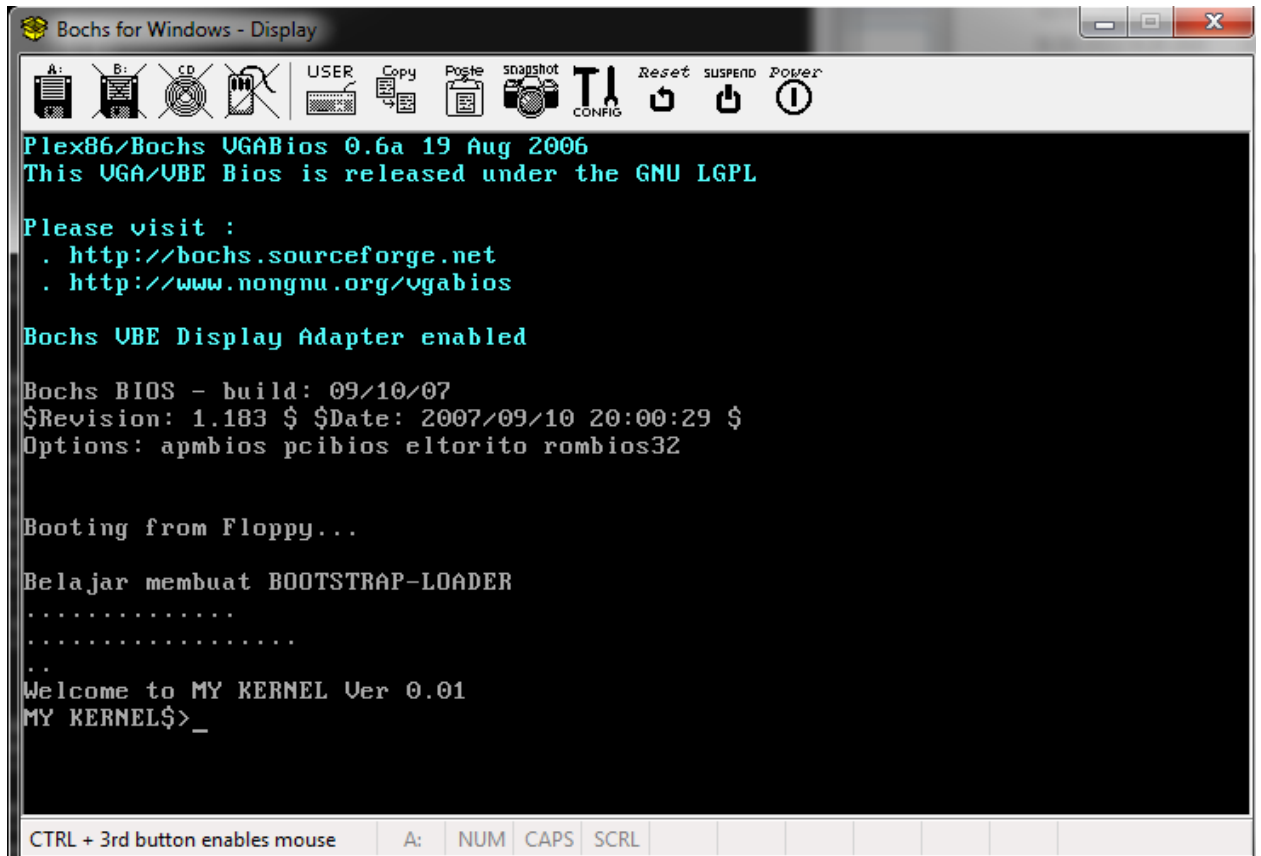 Bochs for Windows - Display
A: B: CD USER Copy Paste snapshot CONFIG Reset SUSPEND Power
Plex86/Bochs VGABios 0.6a 19 Aug 2006
This VGA/VBE Bios is released under the GNU LGPL
Please visit :
. http://bochs.sourceforge.net
. http://www.nongnu.org/vgabios
Bochs VBE Display Adapter enabled
Bochs BIOS - build: 09/10/07
$Revision: 1.183 $ $Date: 2007/09/10 20:00:29 $
Options: apmbios pcibios eltorito rombios32
Booting from Floppy...
Belajar membuat BOOTSTRAP-LOADER
..............
..................
..
Welcome to MY KERNEL Ver 0.01
MY KERNEL$>_
CTRL + 3rd button enables mouse A: NUM CAPS SCRL